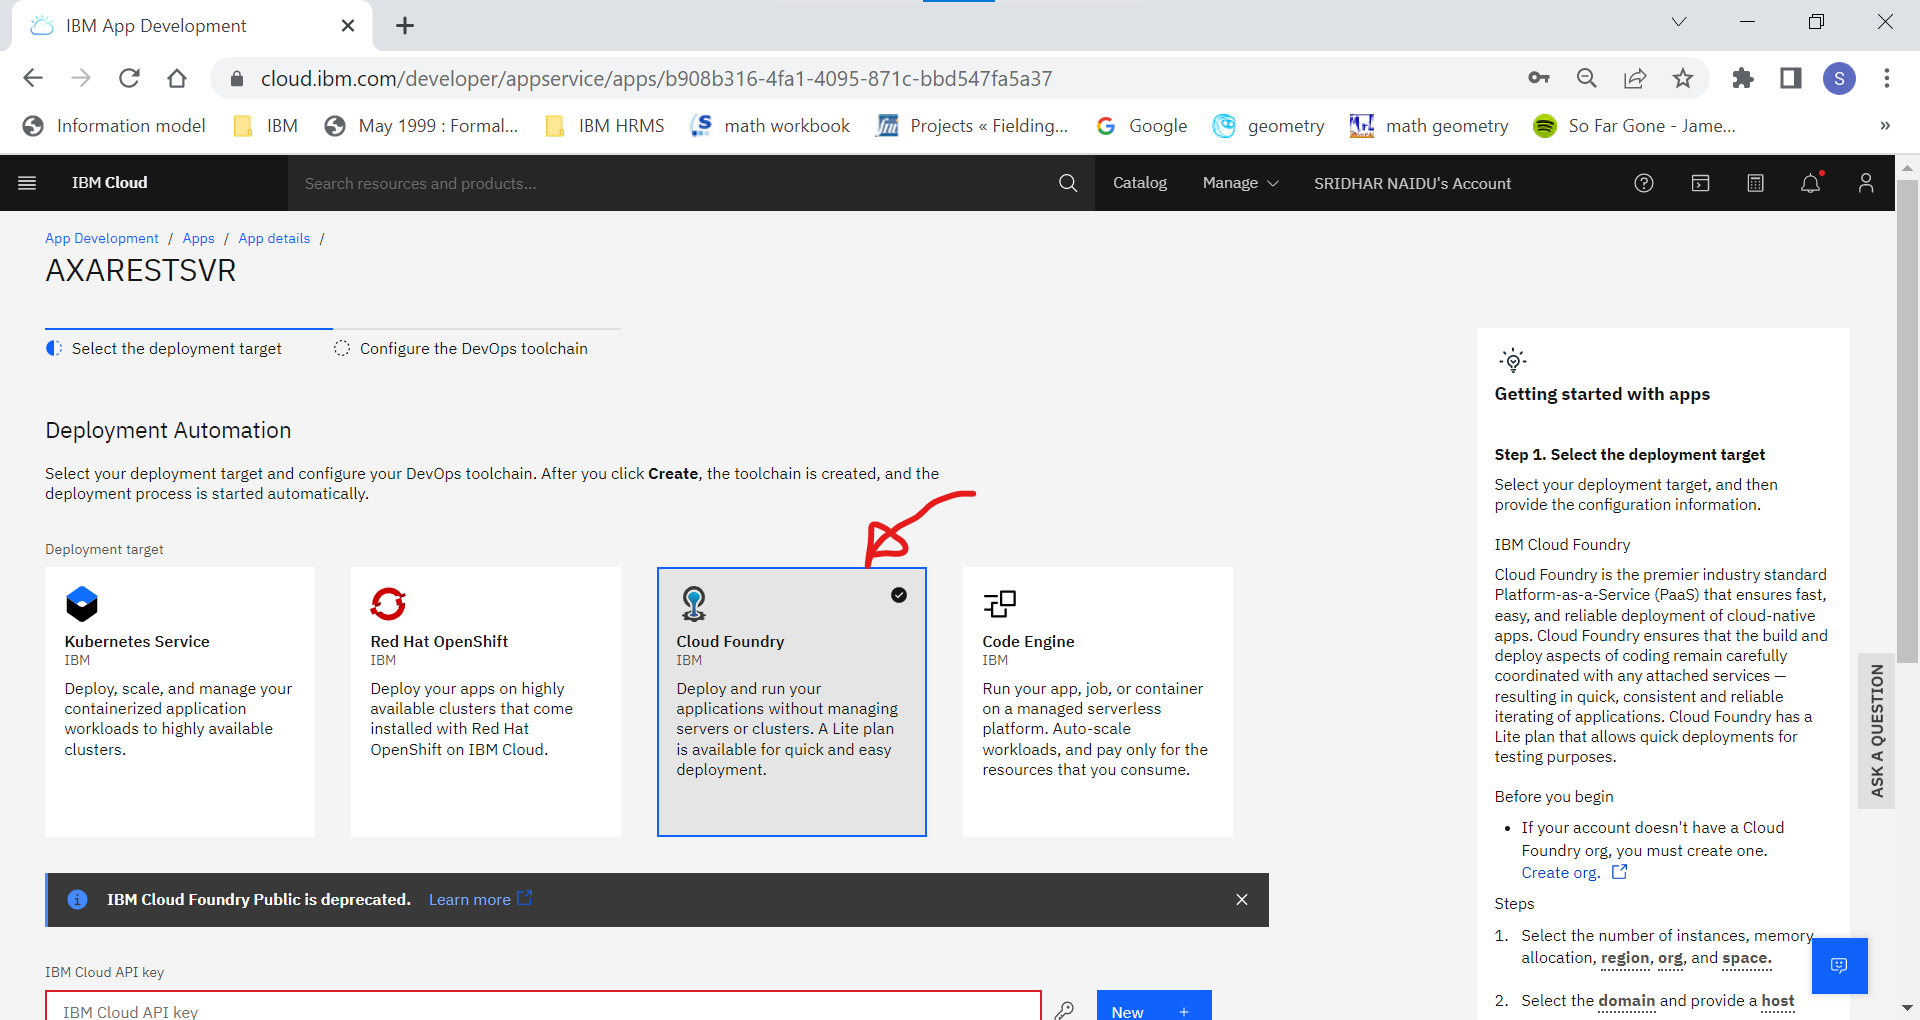 IBM App Development
cloud.ibm.com/developer/appservice/apps/b908b316-4fa1-4095-871c-bbd547fa5a37
S
Information model
IBM
May 1999 : Formal...
IBM HRMS
math workbook
Projects « Fielding...
Google
geometry
math geometry
So Far Gone - Jame...
»
IBM Cloud
Search resources and products...
Catalog
Manage
SRIDHAR NAIDU's Account
App Development / Apps / App details /
AXARESTSVR
Select the deployment target
Configure the DevOps toolchain
Deployment Automation
Select your deployment target and configure your DevOps toolchain. After you click Create, the toolchain is created, and the
deployment process is started automatically.
Deployment target
Kubernetes Service
IBM
Deploy, scale, and manage your
containerized application
workloads to highly available
clusters.
Red Hat OpenShift
IBM
Deploy your apps on highly
available clusters that come
installed with Red Hat
OpenShift on IBM Cloud.
Cloud Foundry
IBM
Deploy and run your
applications without managing
servers or clusters. A Lite plan
is available for quick and easy
deployment.
Code Engine
IBM
Run your app, job, or container
on a managed serverless
platform. Auto-scale
workloads, and pay only for the
resources that you consume.
IBM Cloud Foundry Public is deprecated. Learn more
IBM Cloud API key
IBM Cloud API key
New +
Getting started with apps
Step 1. Select the deployment target
Select your deployment target, and then
provide the configuration information.
IBM Cloud Foundry
Cloud Foundry is the premier industry standard
Platform-as-a-Service (PaaS) that ensures fast,
easy, and reliable deployment of cloud-native
apps. Cloud Foundry ensures that the build and
deploy aspects of coding remain carefully
coordinated with any attached services —
resulting in quick, consistent and reliable
iterating of applications. Cloud Foundry has a
Lite plan that allows quick deployments for
testing purposes.
Before you begin
• If your account doesn't have a Cloud
Foundry org, you must create one.
Create org.
Steps
1. Select the number of instances, memory
allocation, region, org, and space.
2. Select the domain and provide a host
ASK A QUESTION